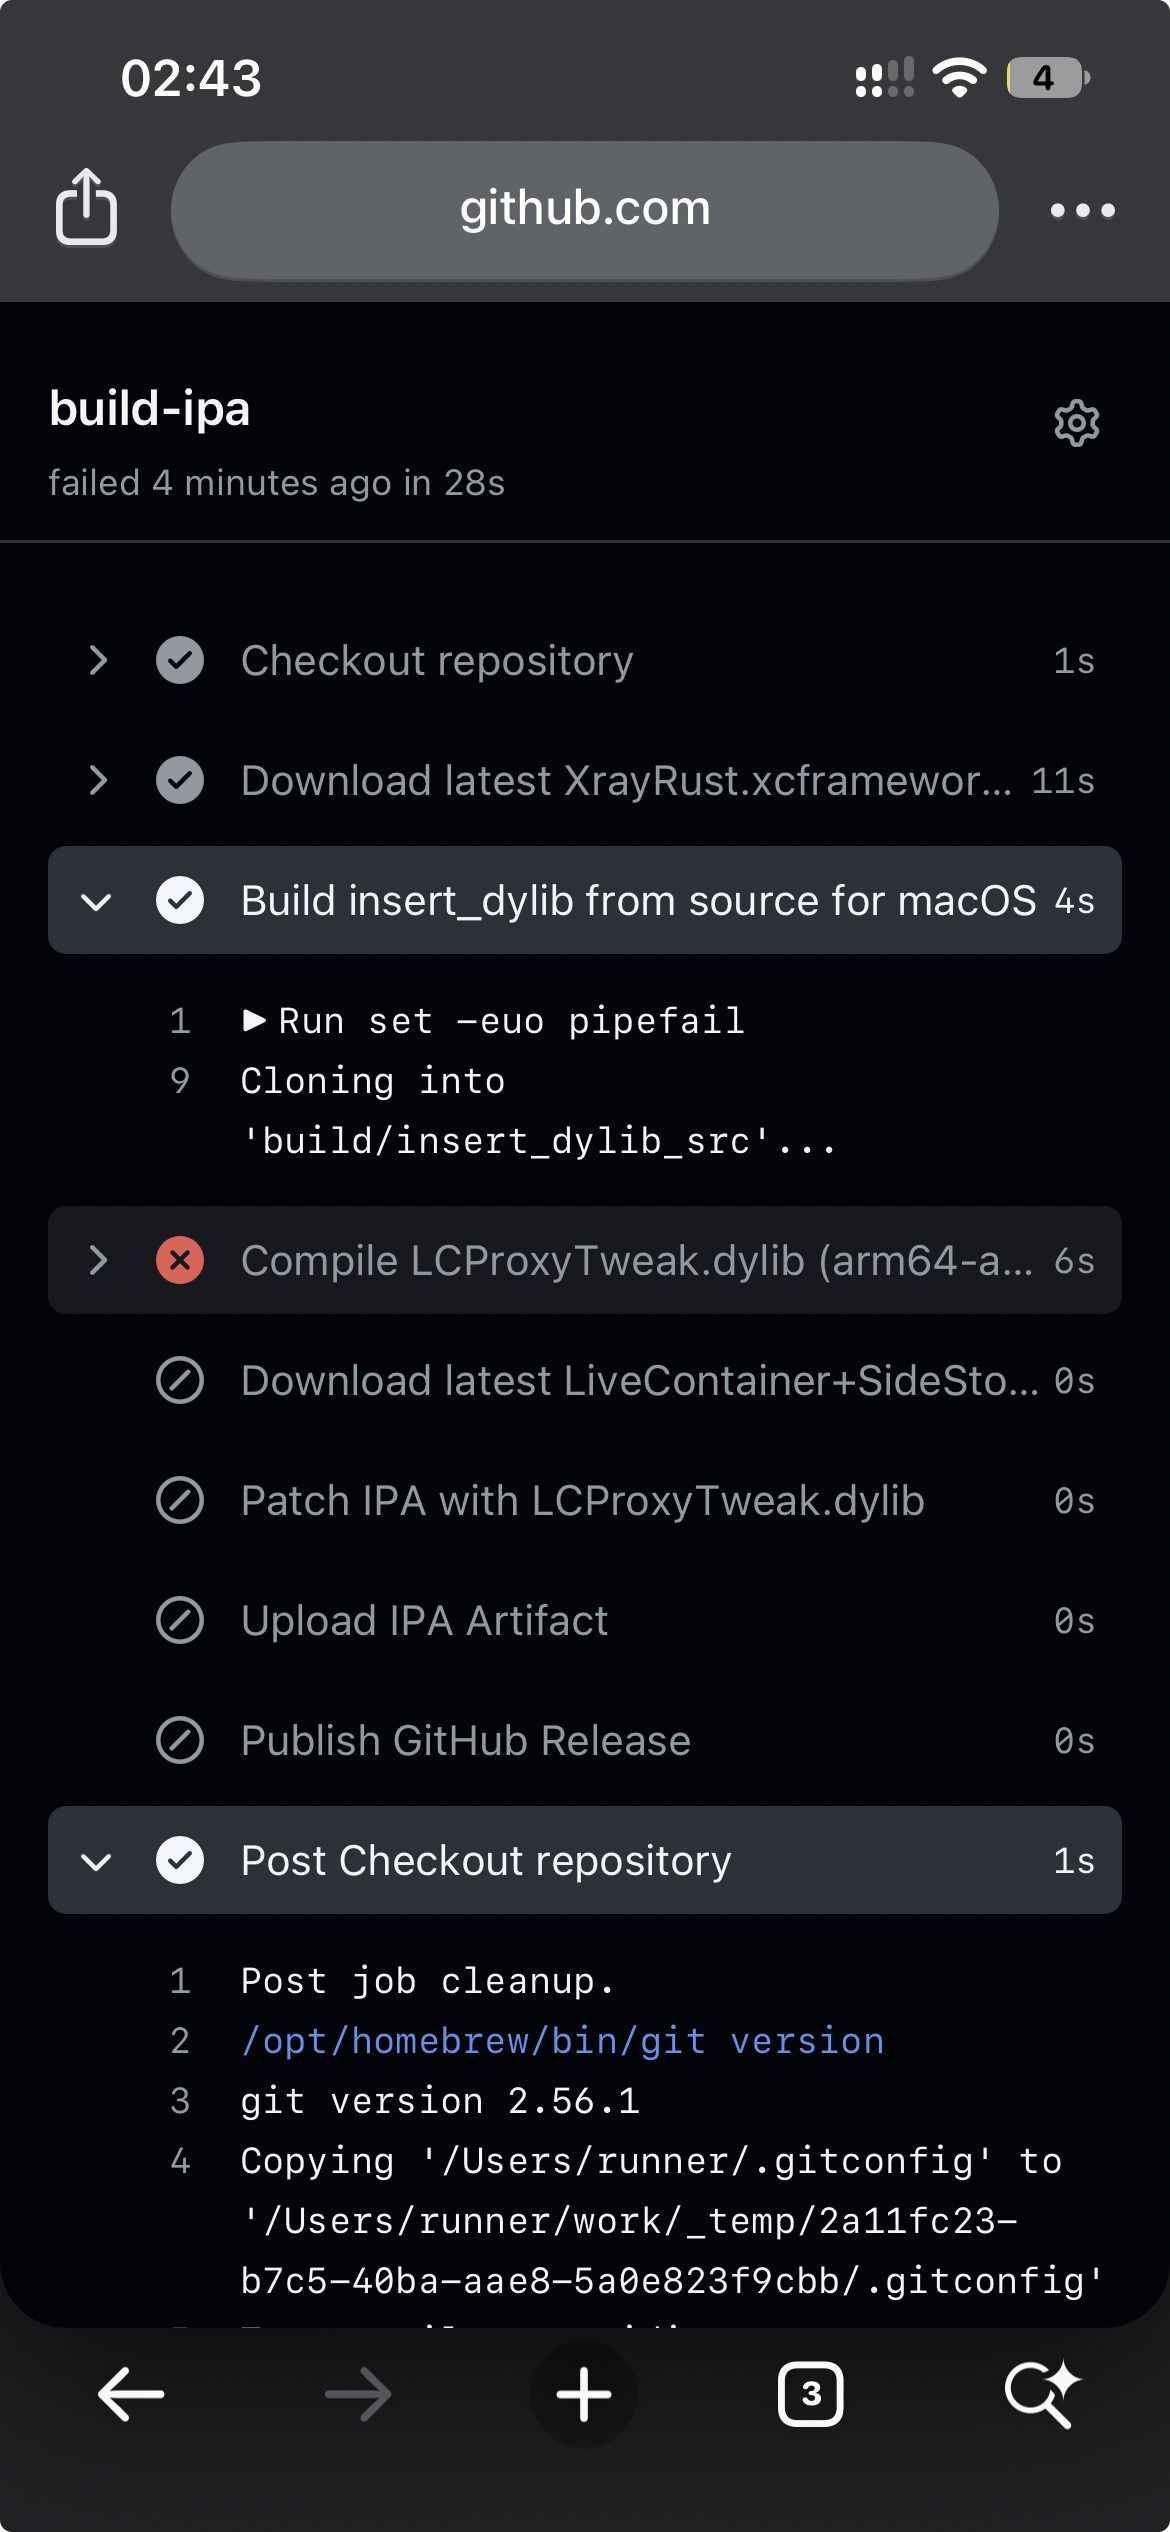 02:43
4
github.com
build-ipa
failed 4 minutes ago in 28s
Checkout repository 1s
Download latest XrayRust.xcframewor... 11s
Build insert_dylib from source for macOS 4s
1 ▶ Run set -euo pipefail
9 Cloning into
'build/insert_dylib_src'...
Compile LCProxyTweak.dylib (arm64-a... 6s
Download latest LiveContainer+SideSto... 0s
Patch IPA with LCProxyTweak.dylib 0s
Upload IPA Artifact 0s
Publish GitHub Release 0s
Post Checkout repository 1s
1 Post job cleanup.
2 /opt/homebrew/bin/git version
3 git version 2.56.1
4 Copying '/Users/runner/.gitconfig' to
'/Users/runner/work/_temp/2a11fc23-
b7c5-40ba-aae8-5a0e823f9cbb/.gitconfig'
3